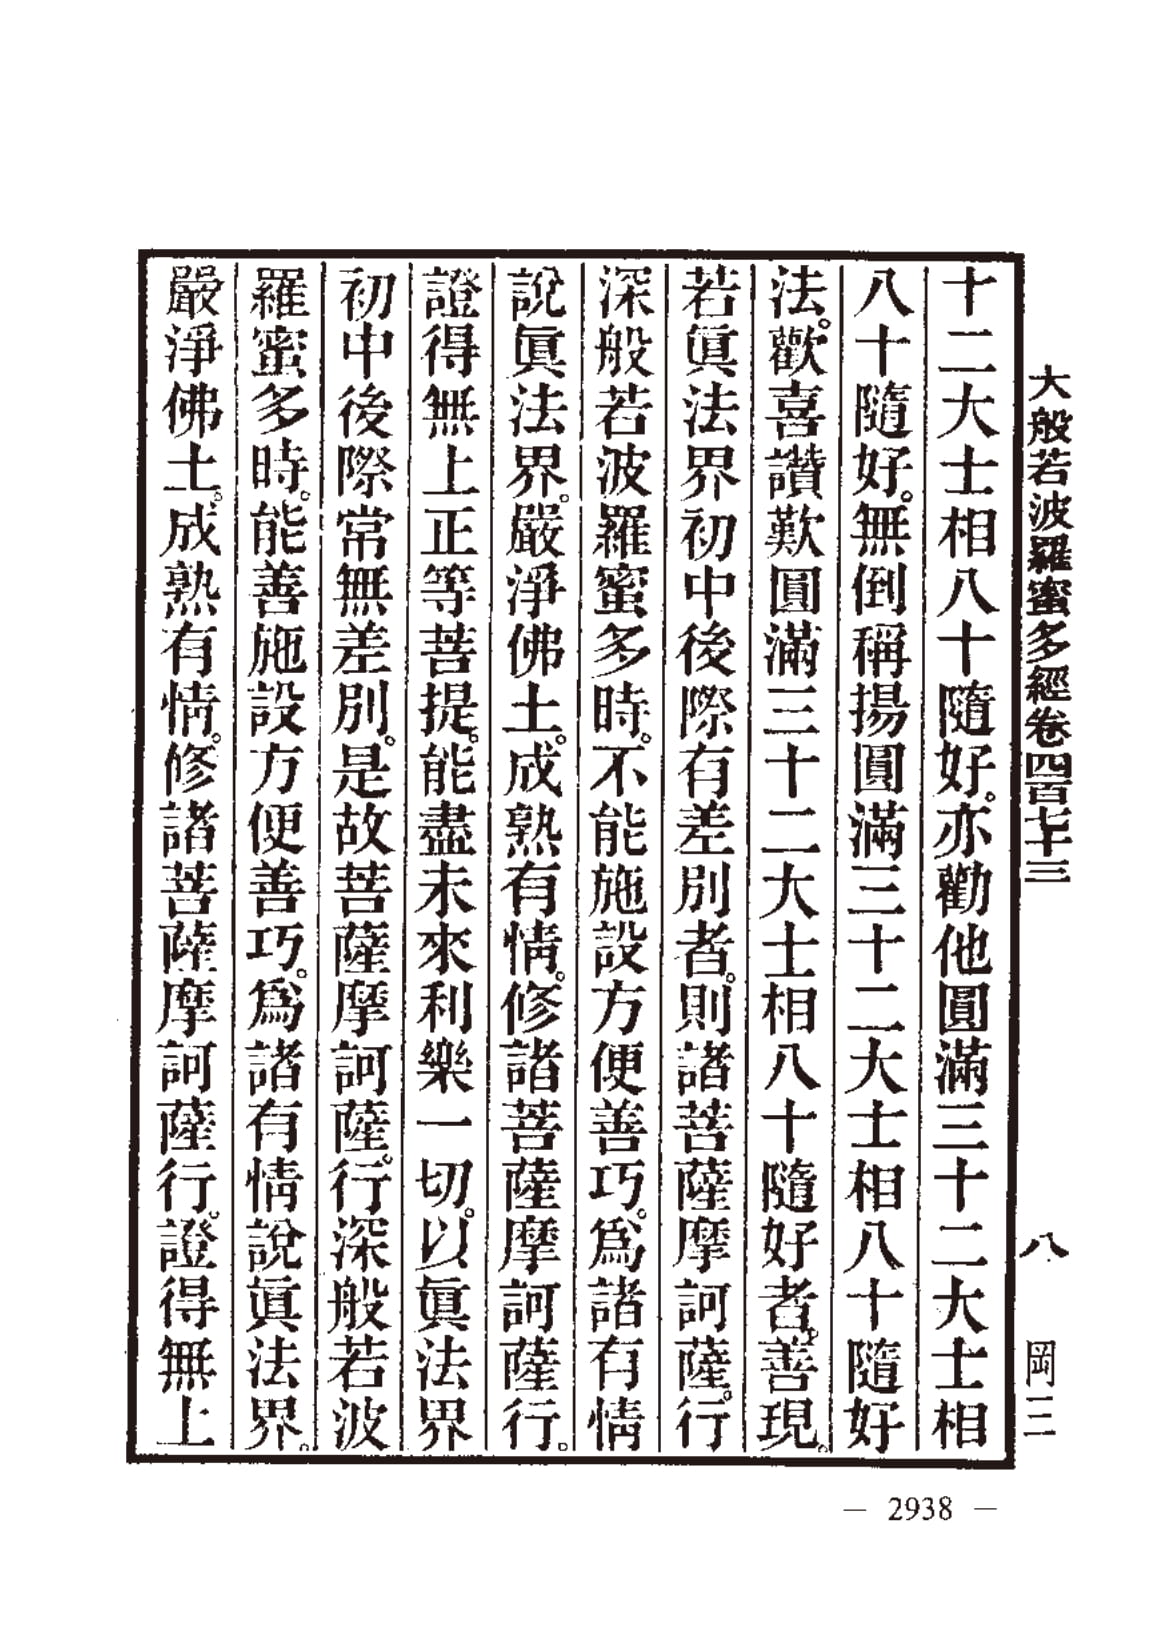 大般若波羅蜜多經卷四百七十三
八
岡三
十二大士相八十隨好。亦勸他圓滿三十二大士相
八十隨好。無倒稱揚圓滿三十二大士相八十隨好
法。歡喜讚歎圓滿三十二大士相八十隨好者。善現。
若眞法界初中後際有差別者。則諸菩薩摩訶薩。行
深般若波羅蜜多時。不能施設方便善巧。爲諸有情
說眞法界。嚴淨佛土。成熟有情。修諸菩薩摩訶薩行。
證得無上正等菩提。能盡未來利樂一切。以眞法界
初中後際常無差別。是故菩薩摩訶薩。行深般若波
羅蜜多時。能善施設方便善巧。爲諸有情說眞法界。
嚴淨佛土。成熟有情。修諸菩薩摩訶薩行。證得無上
— 2938 —